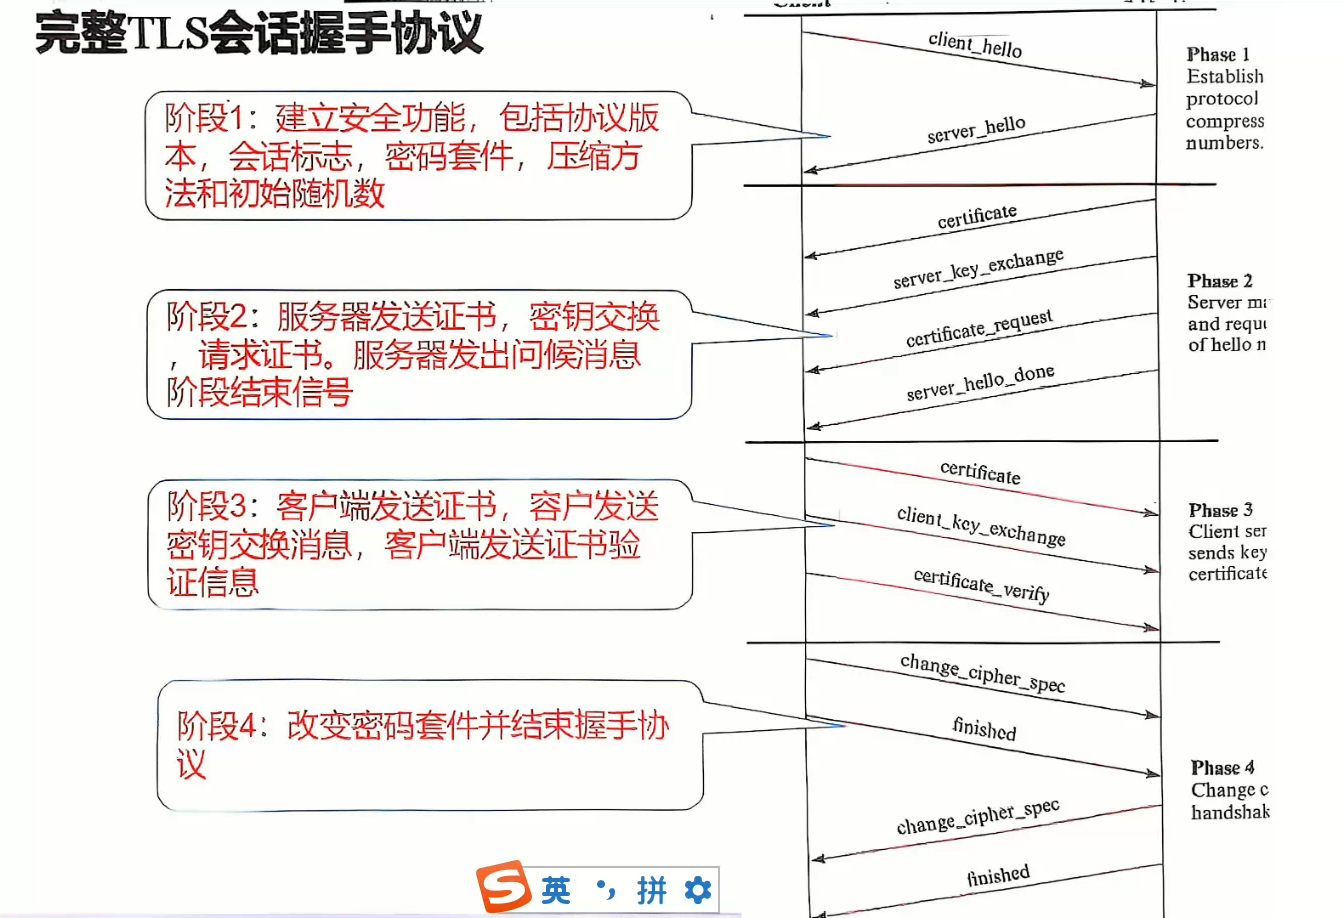 完整TLS会话握手协议
阶段1：建立安全功能，包括协议版
本，会话标志，密码套件，压缩方
法和初始随机数
阶段2：服务器发送证书，密钥交换
，请求证书。服务器发出问候消息
阶段结束信号
阶段3：客户端发送证书，容户发送
密钥交换消息，客户端发送证书验
证信息
阶段4：改变密码套件并结束握手协
议
Client
client_hello
server_hello
certificate
server_key_exchange
certificate_request
server_hello_done
certificate
client_key_exchange
certificate_verify
change_cipher_spec
finished
change_cipher_spec
finished
Phase 1
Establish
protocol
compress
numbers.
Phase 2
Server ma
and requ
of hello n
Phase 3
Client ser
sends key
certificate
Phase 4
Change c
handshak
英 拼